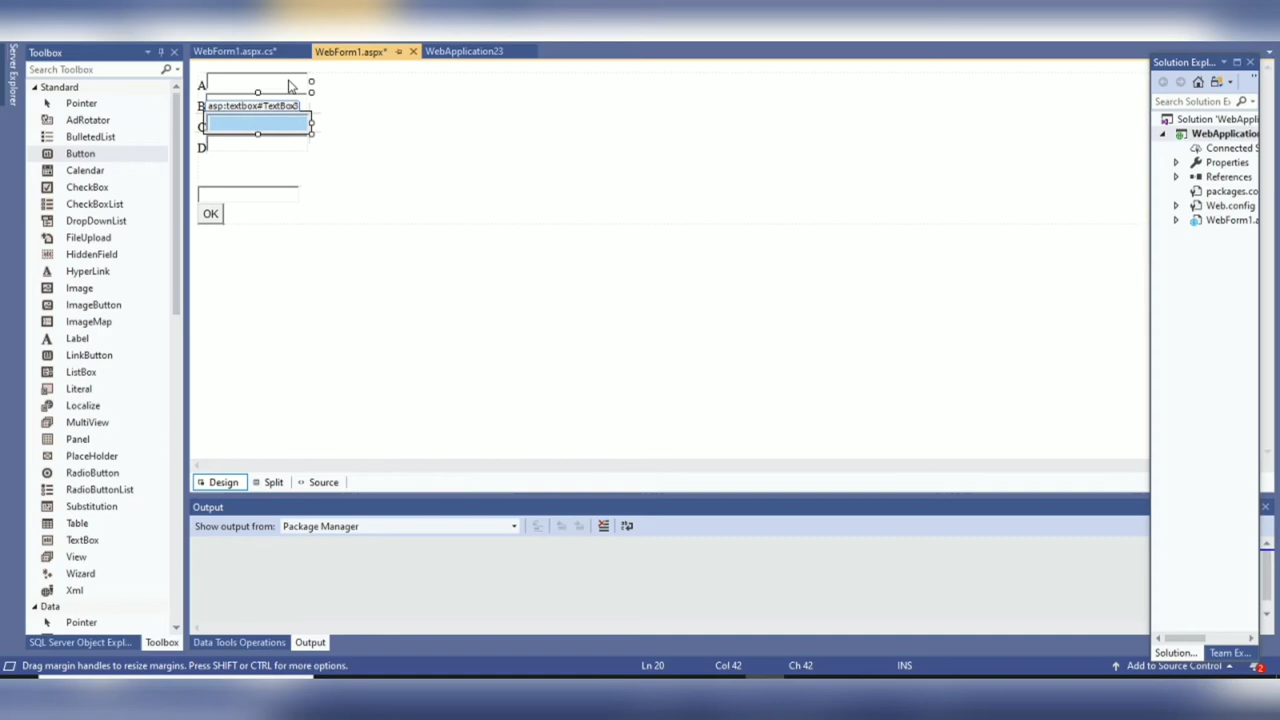 Server Explorer
Toolbox
Search Toolbox
Standard
Pointer
AdRotator
BulletedList
Button
Calendar
CheckBox
CheckBoxList
DropDownList
FileUpload
HiddenField
HyperLink
Image
ImageButton
ImageMap
Label
LinkButton
ListBox
Literal
Localize
MultiView
Panel
PlaceHolder
RadioButton
RadioButtonList
Substitution
Table
TextBox
View
Wizard
Xml
Data
Pointer
SQL Server Object Expl... Toolbox
WebForm1.aspx.cs* WebForm1.aspx* WebApplication23
A
B asp:textbox#TextBox3
C
D
OK
Design Split Source
Output
Show output from: Package Manager
Data Tools Operations Output
Solution Expl...
Search Solution E
Solution 'WebAppli
WebApplication
Connected S
Properties
References
packages.co
Web.config
WebForm1.a
Solution... Team Ex...
Drag margin handles to resize margins. Press SHIFT or CTRL for more options. Ln 20 Col 42 Ch 42 INS Add to Source Control 2